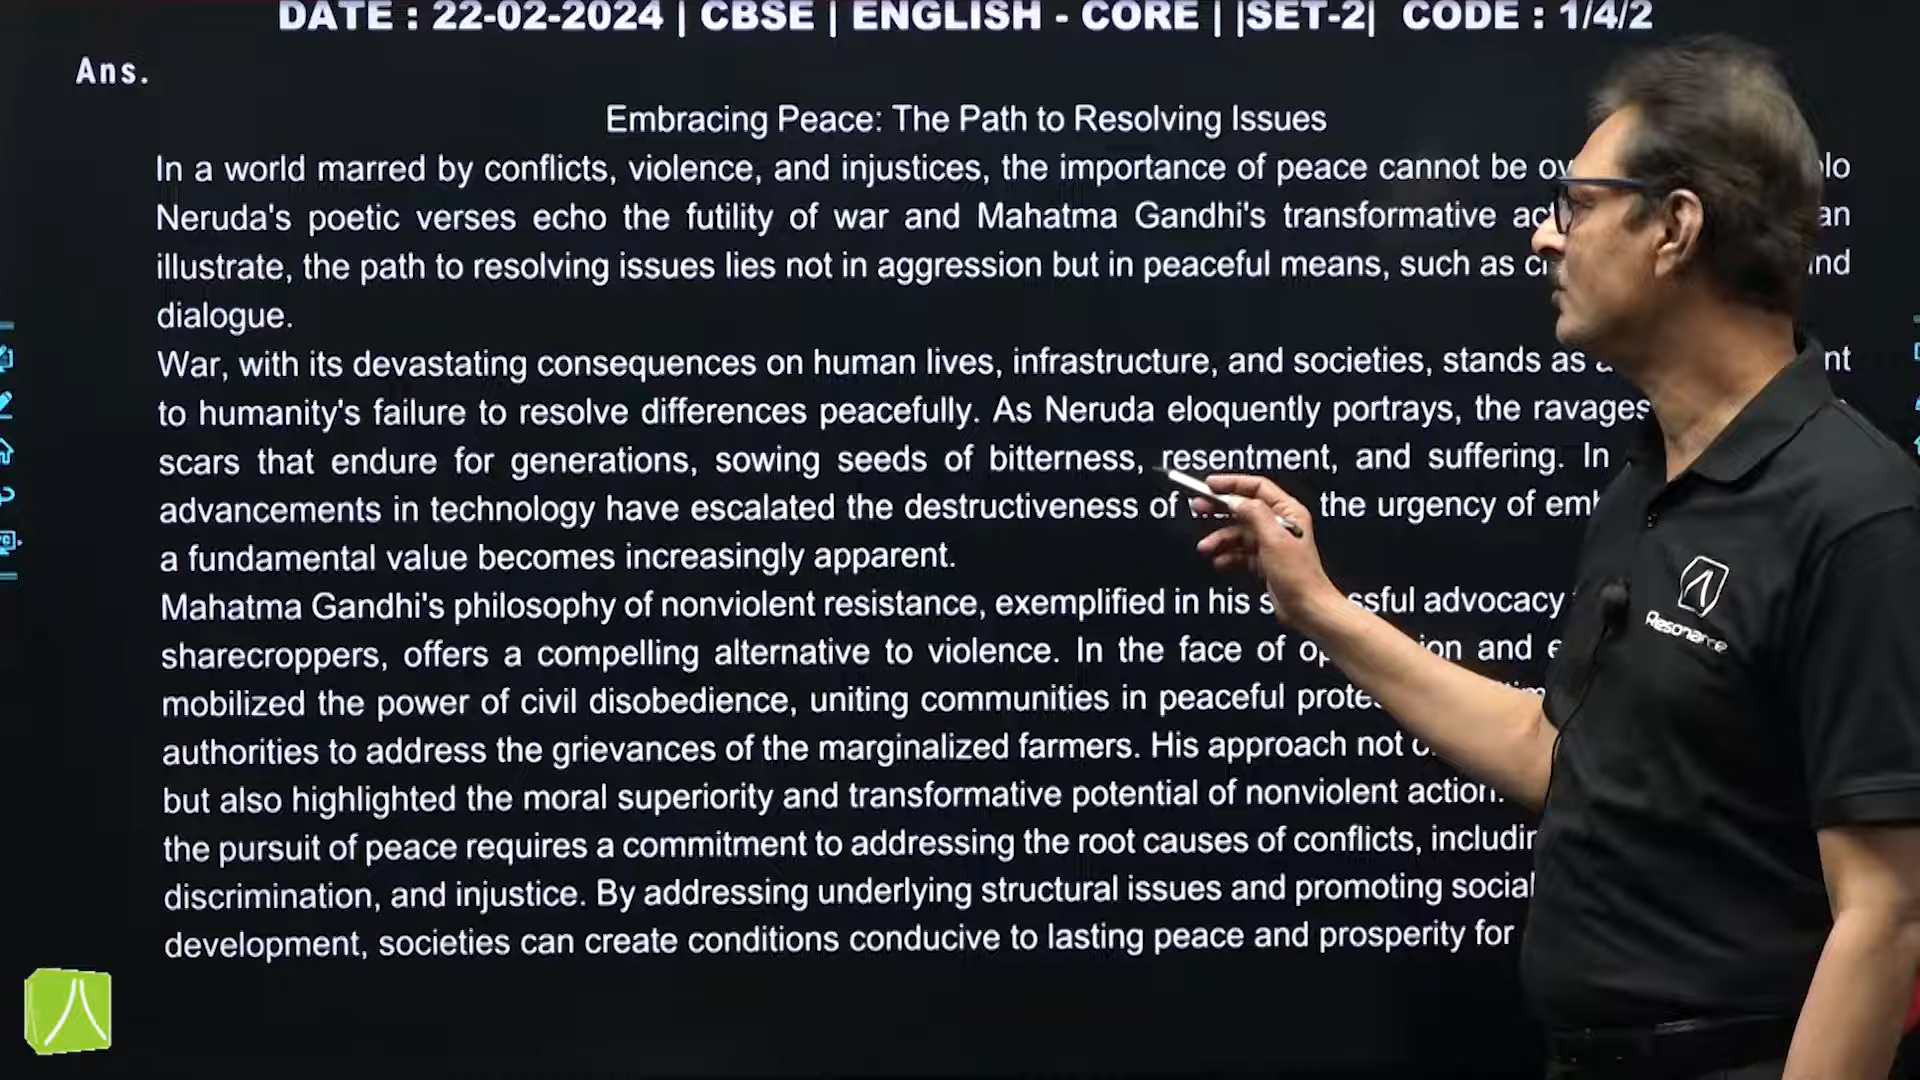 DATE : 22-02-2024 | CBSE | ENGLISH - CORE | |SET-2| CODE : 1/4/2
Ans.
Embracing Peace: The Path to Resolving Issues
In a world marred by conflicts, violence, and injustices, the importance of peace cannot be
Neruda's poetic verses echo the futility of war and Mahatma Gandhi's transformative
illustrate, the path to resolving issues lies not in aggression but in peaceful means, such as
dialogue.
War, with its devastating consequences on human lives, infrastructure, and societies, stands as
to humanity's failure to resolve differences peacefully. As Neruda eloquently portrays, the ravages
scars that endure for generations, sowing seeds of bitterness, resentment, and suffering. In
advancements in technology have escalated the destructiveness of the urgency of
a fundamental value becomes increasingly apparent.
Mahatma Gandhi's philosophy of nonviolent resistance, exemplified in his advocacy
sharecroppers, offers a compelling alternative to violence. In the face of and
mobilized the power of civil disobedience, uniting communities in peaceful
authorities to address the grievances of the marginalized farmers. His approach not
but also highlighted the moral superiority and transformative potential of nonviolent action.
the pursuit of peace requires a commitment to addressing the root causes of conflicts,
discrimination, and injustice. By addressing underlying structural issues and promoting social
development, societies can create conditions conducive to lasting peace and prosperity for
Resonance